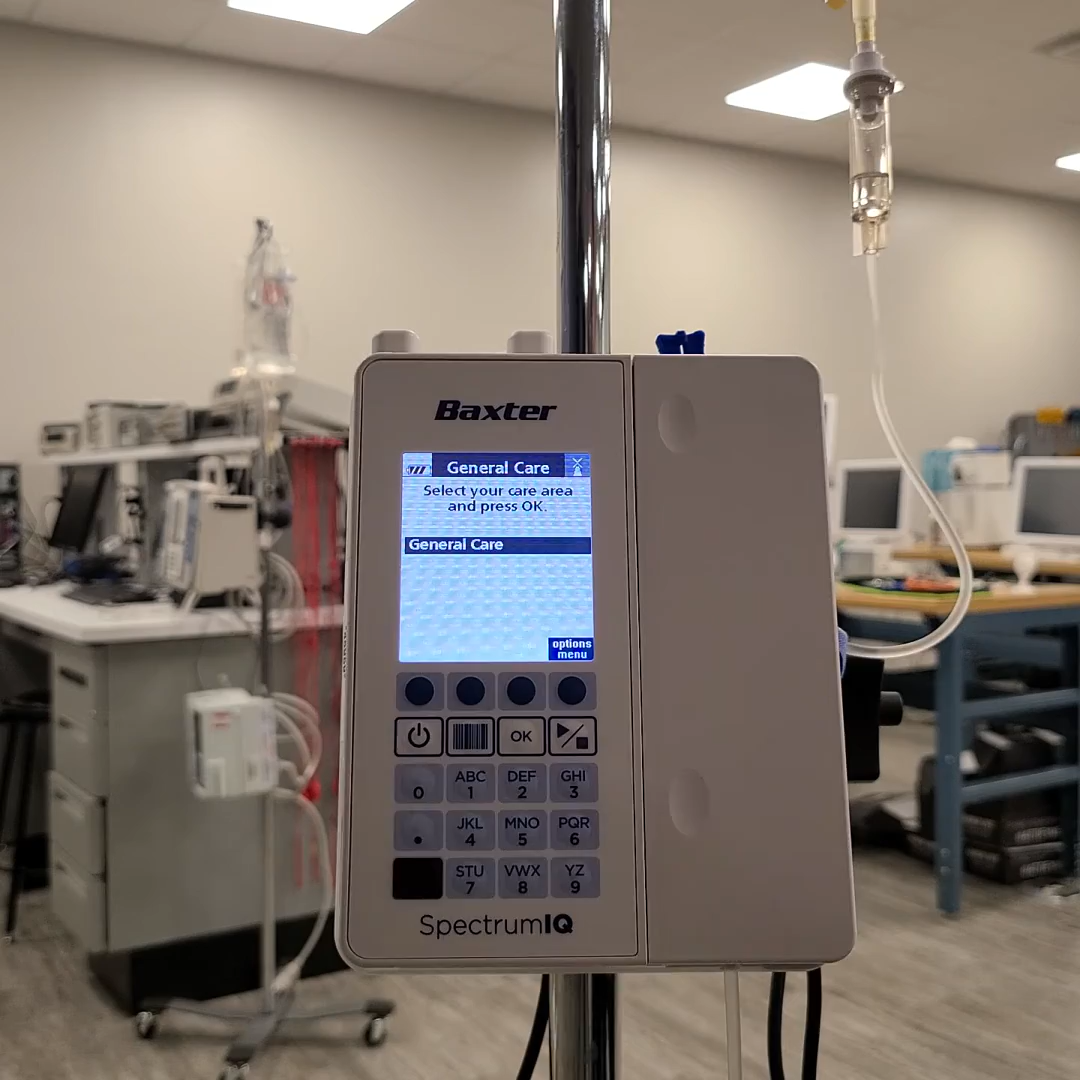 Baxter
General Care
Select your care area
and press OK.
General Care
options
menu
OK
0
ABC
1
DEF
2
GHI
3
.
JKL
4
MNO
5
PQR
6
STU
7
VWX
8
YZ
9
SpectrumIQ